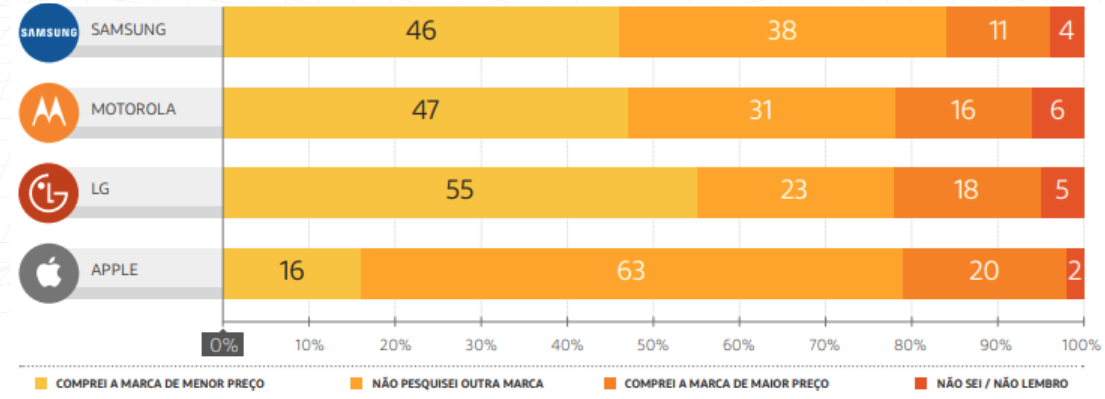 SAMSUNG SAMSUNG 46 38 11 4
MOTOROLA 47 31 16 6
LG LG 55 23 18 5
APPLE 16 63 20 2
0% 10% 20% 30% 40% 50% 60% 70% 80% 90% 100%
COMPREI A MARCA DE MENOR PREÇO NÃO PESQUISEI OUTRA MARCA COMPREI A MARCA DE MAIOR PREÇO NÃO SEI / NÃO LEMBRO